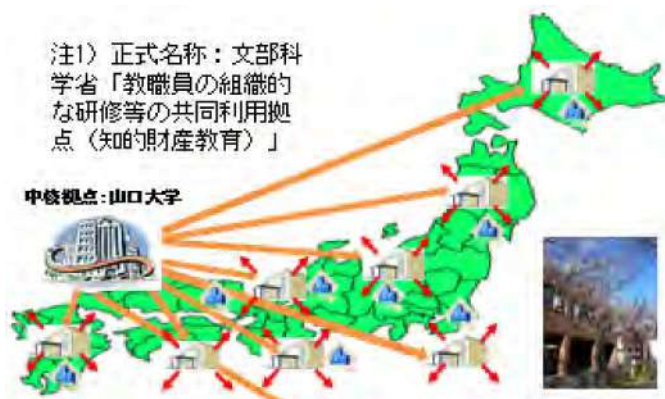 注1）正式名称：文部科
学省「教職員の組織的
な研修等の共同利用拠
点（知的財産教育）」
中核拠点：山口大学